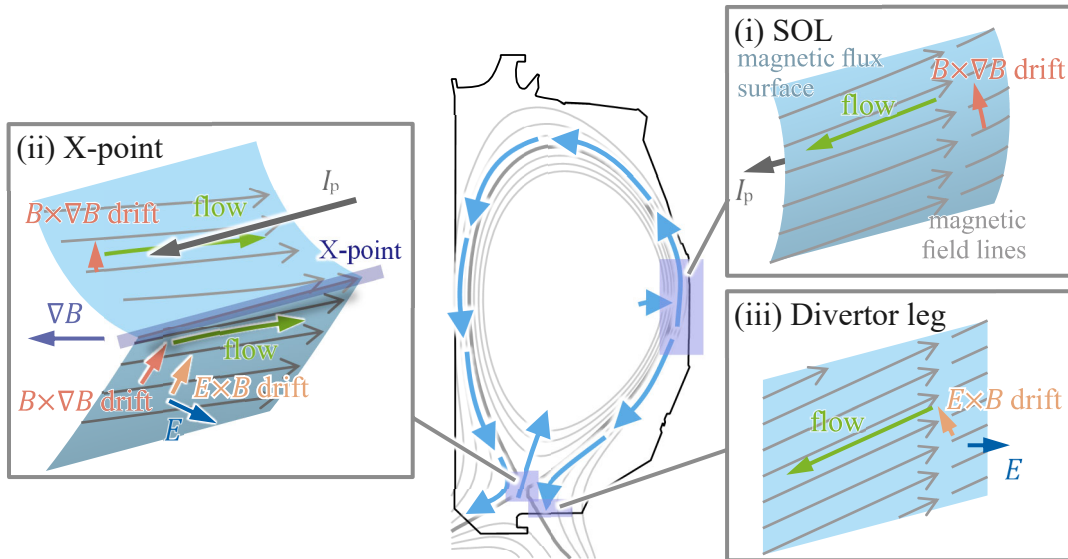 (i) SOL
magnetic flux
surface
B×∇B drift
flow
I_p
magnetic
field lines
(ii) X-point
I_p
B×∇B drift
flow
X-point
∇B
flow
E×B drift
B×∇B drift
E
(iii) Divertor leg
E×B drift
flow
E